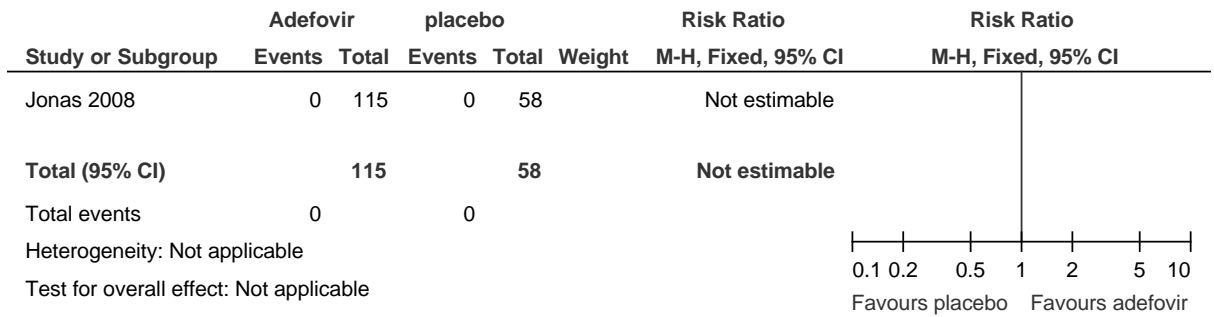 Adefovir placebo Risk Ratio Risk Ratio
Study or Subgroup Events Total Events Total Weight M-H, Fixed, 95% CI M-H, Fixed, 95% CI
Jonas 2008 0 115 0 58 Not estimable
Total (95% CI) 115 58 Not estimable
Total events 0 0
Heterogeneity: Not applicable
Test for overall effect: Not applicable
0.1 0.2 0.5 1 2 5 10
Favours placebo Favours adefovir